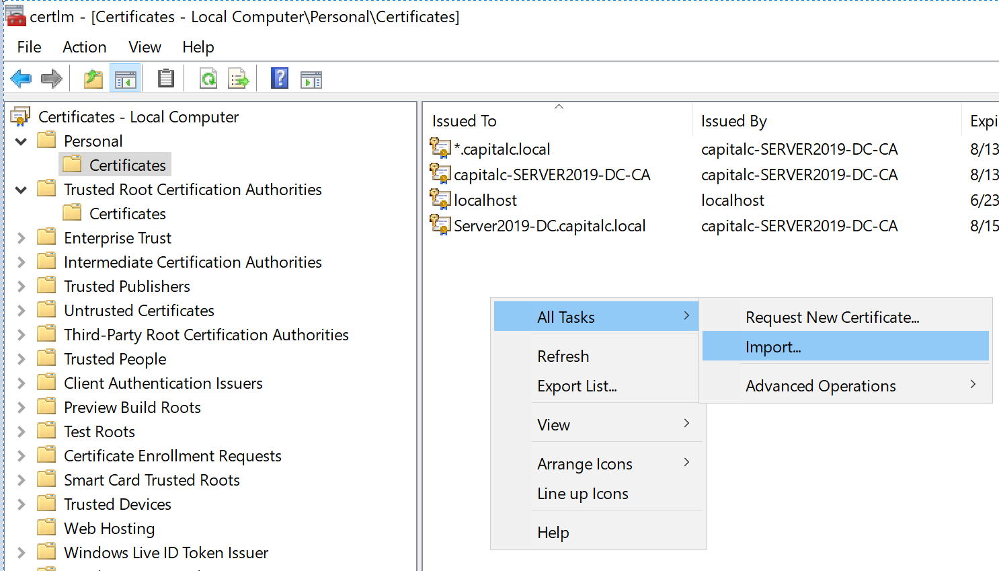 certlm - [Certificates - Local Computer\Personal\Certificates]
File Action View Help
Certificates - Local Computer
Personal
Certificates
Trusted Root Certification Authorities
Certificates
Enterprise Trust
Intermediate Certification Authorities
Trusted Publishers
Untrusted Certificates
Third-Party Root Certification Authorities
Trusted People
Client Authentication Issuers
Preview Build Roots
Test Roots
Certificate Enrollment Requests
Smart Card Trusted Roots
Trusted Devices
Web Hosting
Windows Live ID Token Issuer
Issued To Issued By Expi
*.capitalc.local capitalc-SERVER2019-DC-CA 8/13
capitalc-SERVER2019-DC-CA capitalc-SERVER2019-DC-CA 8/13
localhost localhost 6/23
Server2019-DC.capitalc.local capitalc-SERVER2019-DC-CA 8/15
All Tasks
Refresh
Export List...
View
Arrange Icons
Line up Icons
Help
Request New Certificate...
Import...
Advanced Operations